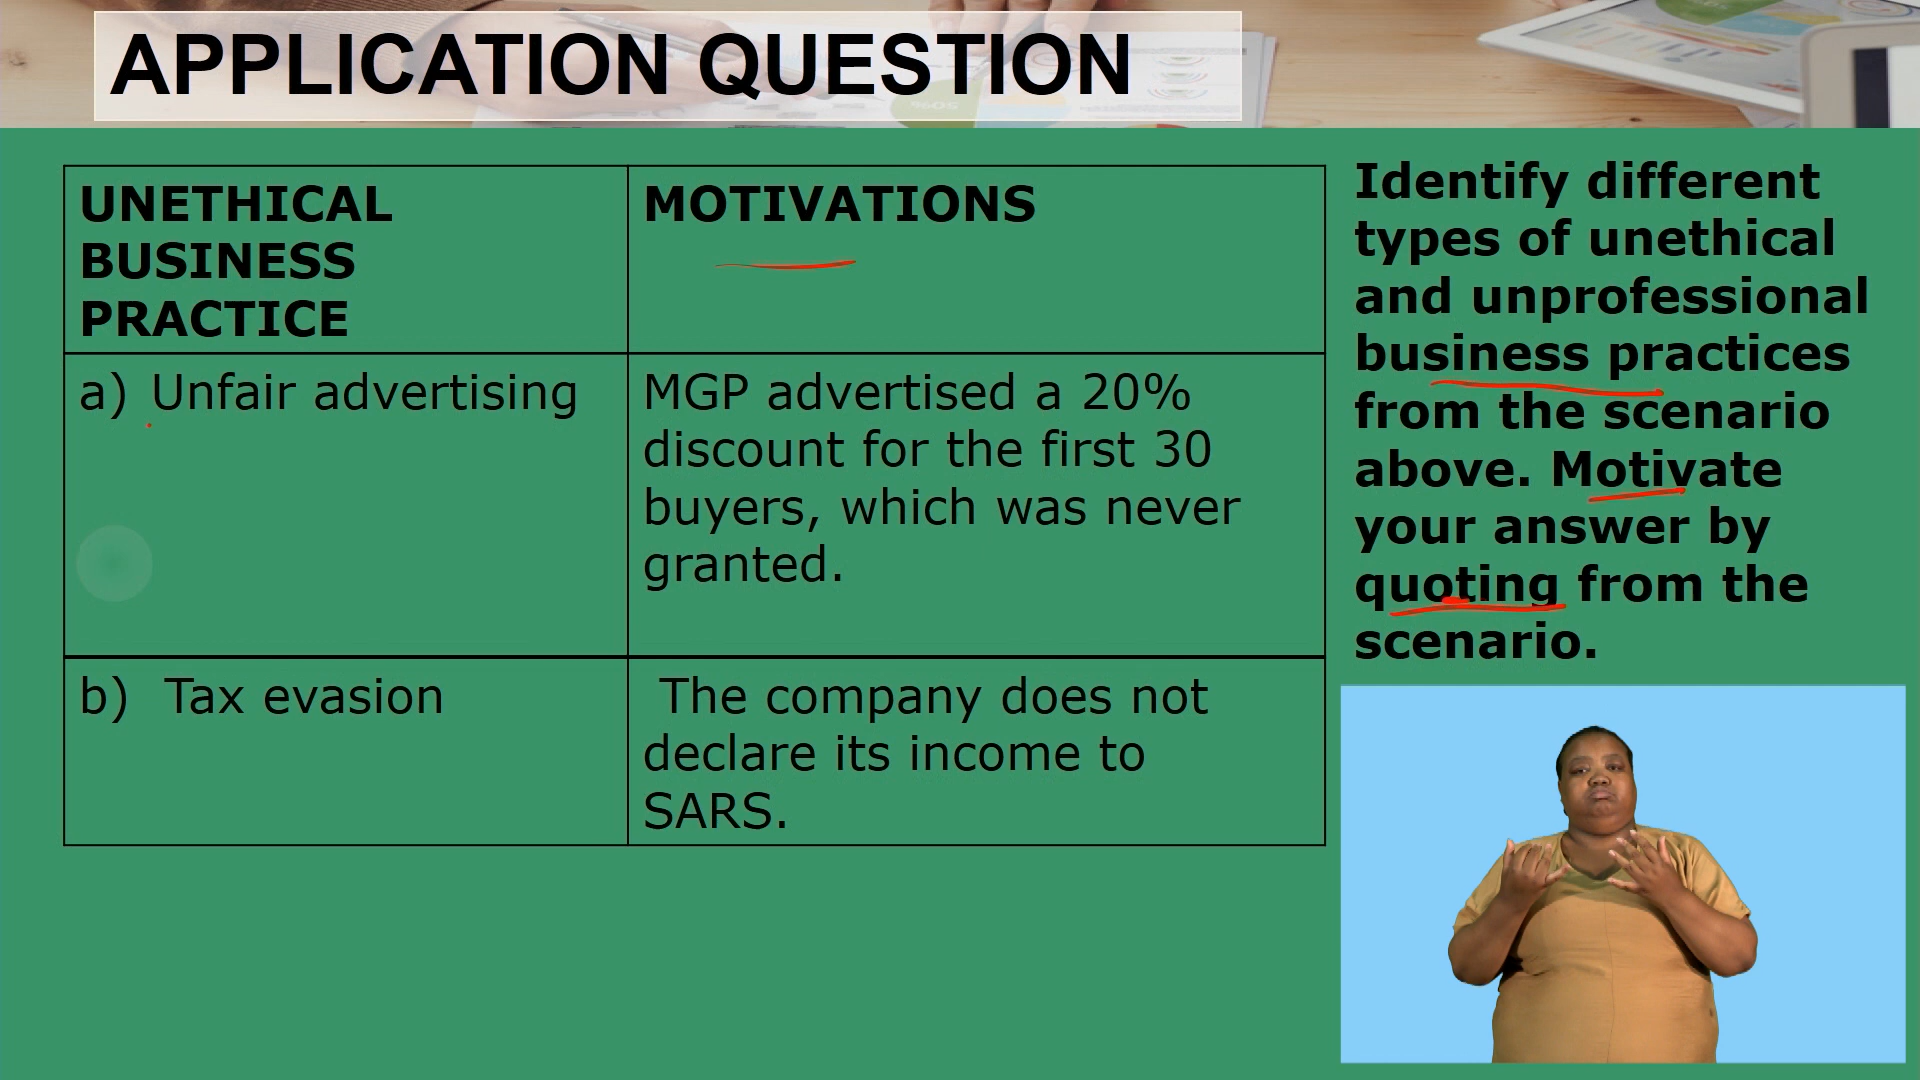 APPLICATION QUESTION
UNETHICAL
BUSINESS
PRACTICE
MOTIVATIONS
a) Unfair advertising
MGP advertised a 20%
discount for the first 30
buyers, which was never
granted.
b) Tax evasion
The company does not
declare its income to
SARS.
Identify different
types of unethical
and unprofessional
business practices
from the scenario
above. Motivate
your answer by
quoting from the
scenario.